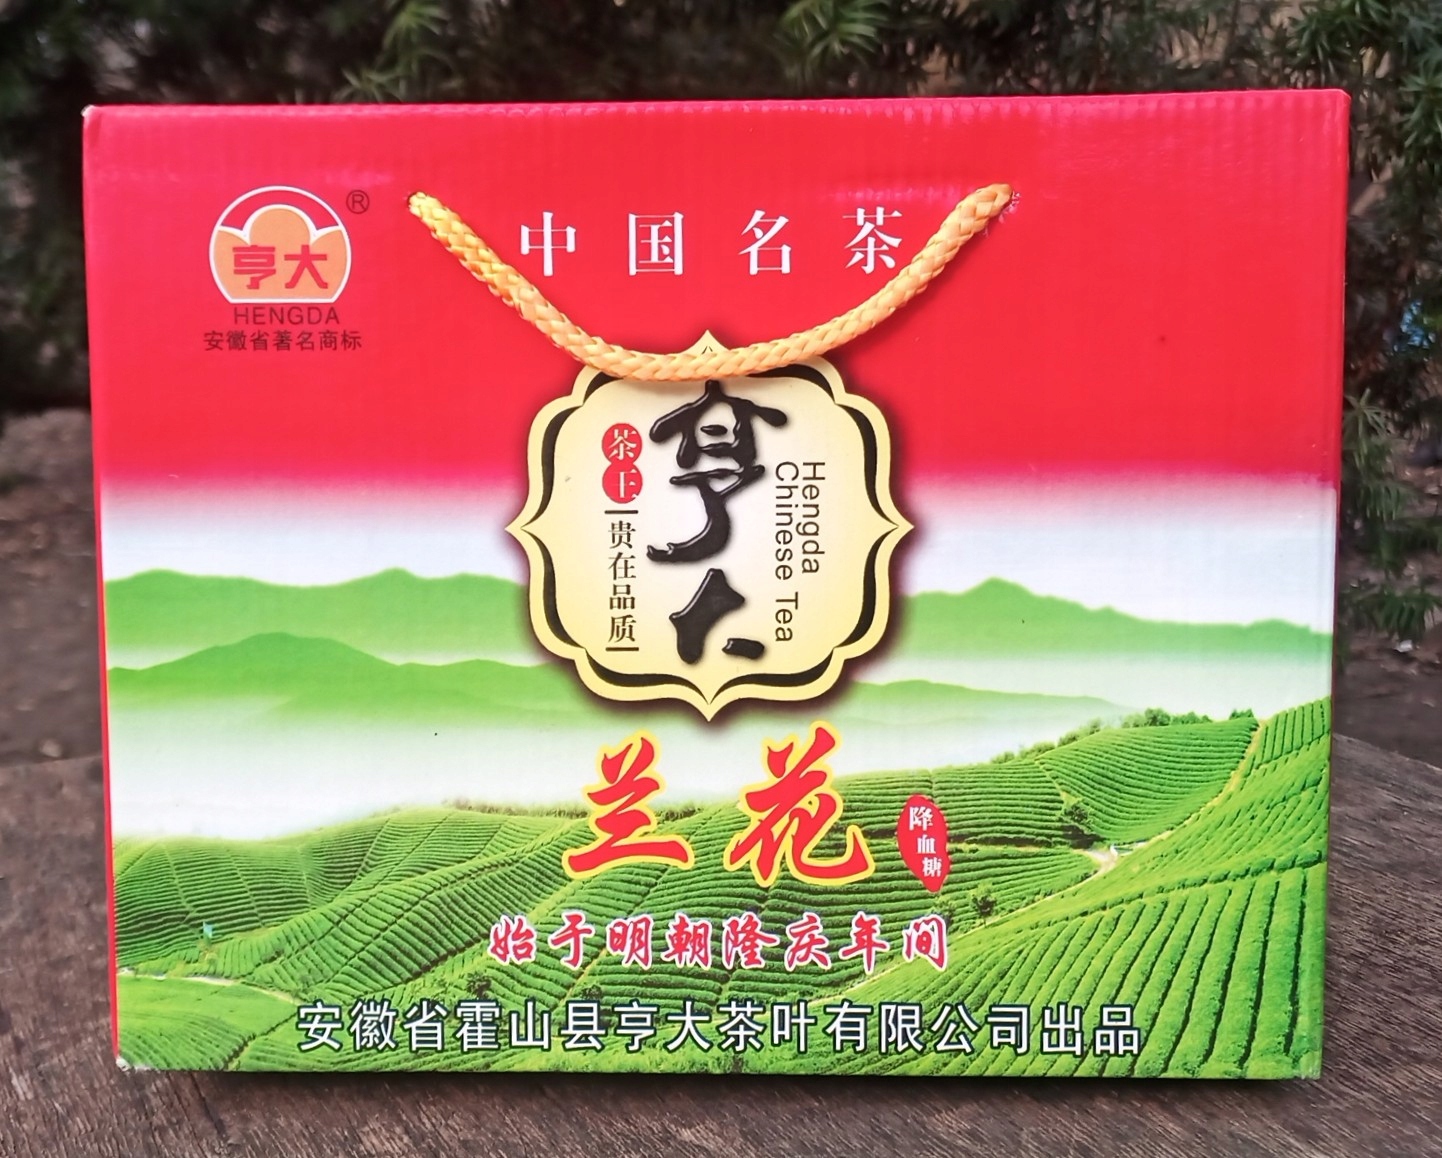 中国名茶
亨大
®
HENGDA
安徽省著名商标
亨大
Hengda
Chinese Tea
茶王
贵在品质
兰花
降血糖
始于明朝隆庆年间
安徽省霍山县亨大茶叶有限公司出品